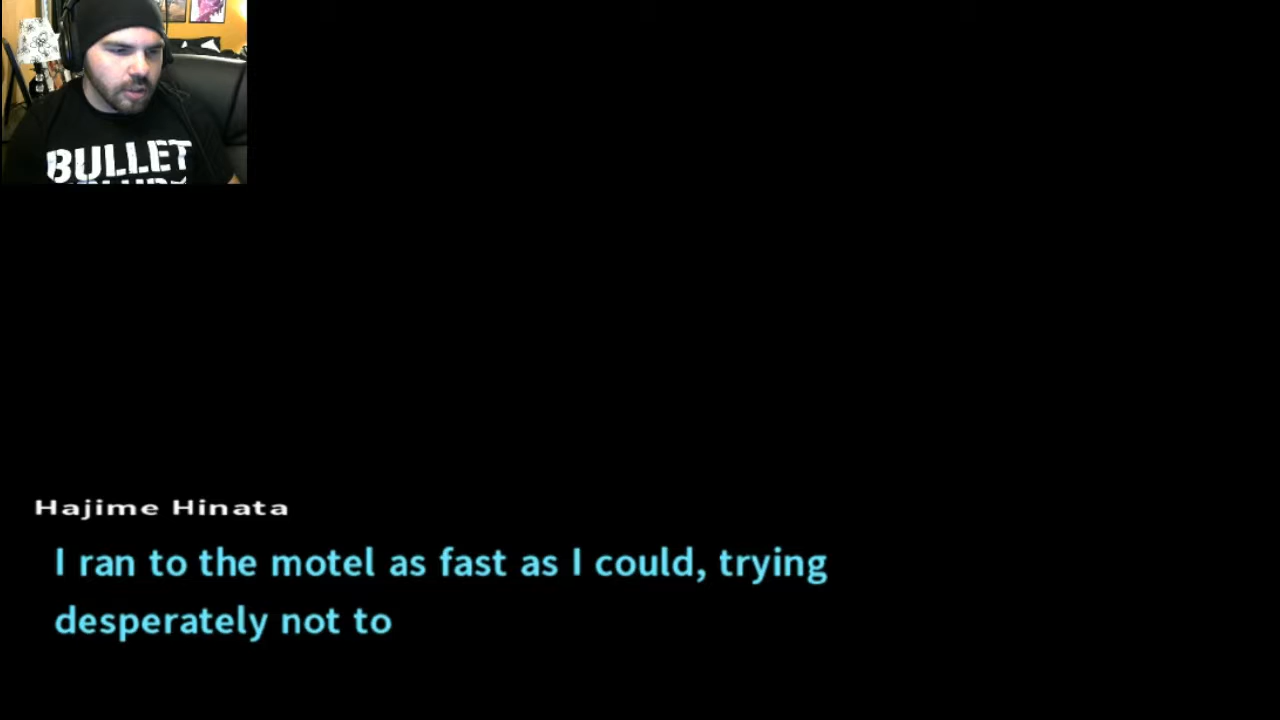 BULLET
Hajime Hinata
I ran to the motel as fast as I could, trying
desperately not to